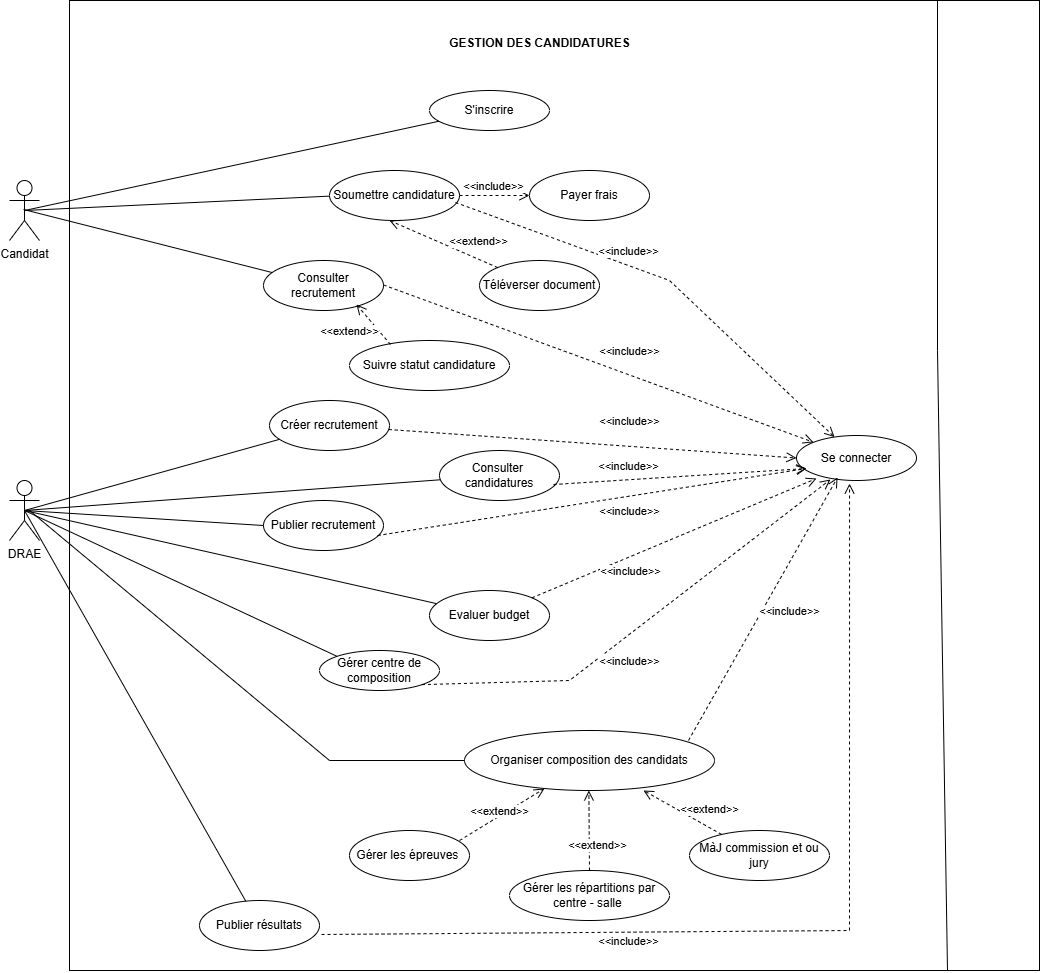 GESTION DES CANDIDATURES
S'inscrire
Soumettre candidature
<<include>>
Payer frais
Candidat
<<extend>>
<<include>>
Consulter
recrutement
Téléverser document
<<extend>>
<<include>>
Suivre statut candidature
Créer recrutement
<<include>>
Se connecter
Consulter
candidatures
<<include>>
Publier recrutement
<<include>>
DRAE
<<include>>
Evaluer budget
<<include>>
Gérer centre de
composition
<<include>>
Organiser composition des candidats
<<extend>>
<<extend>>
<<extend>>
Gérer les épreuves
MàJ commission et ou
jury
Gérer les répartitions par
centre - salle
Publier résultats
<<include>>